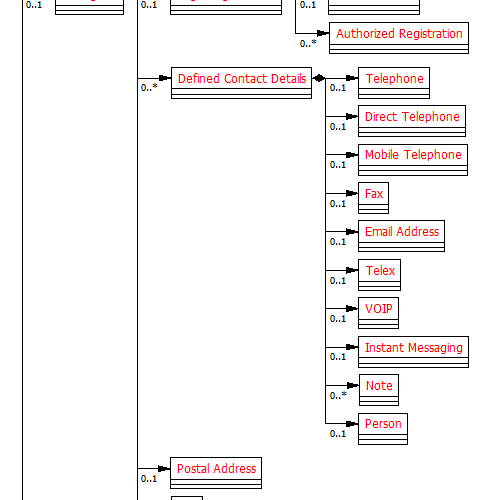 0..1
0..1
0..1
Authorized Registration
0..*
Defined Contact Details
0..*
Telephone
0..1
Direct Telephone
0..1
Mobile Telephone
0..1
Fax
0..1
Email Address
0..1
Telex
0..1
VOIP
0..1
Instant Messaging
0..1
Note
0..*
Person
0..1
Postal Address
0..1